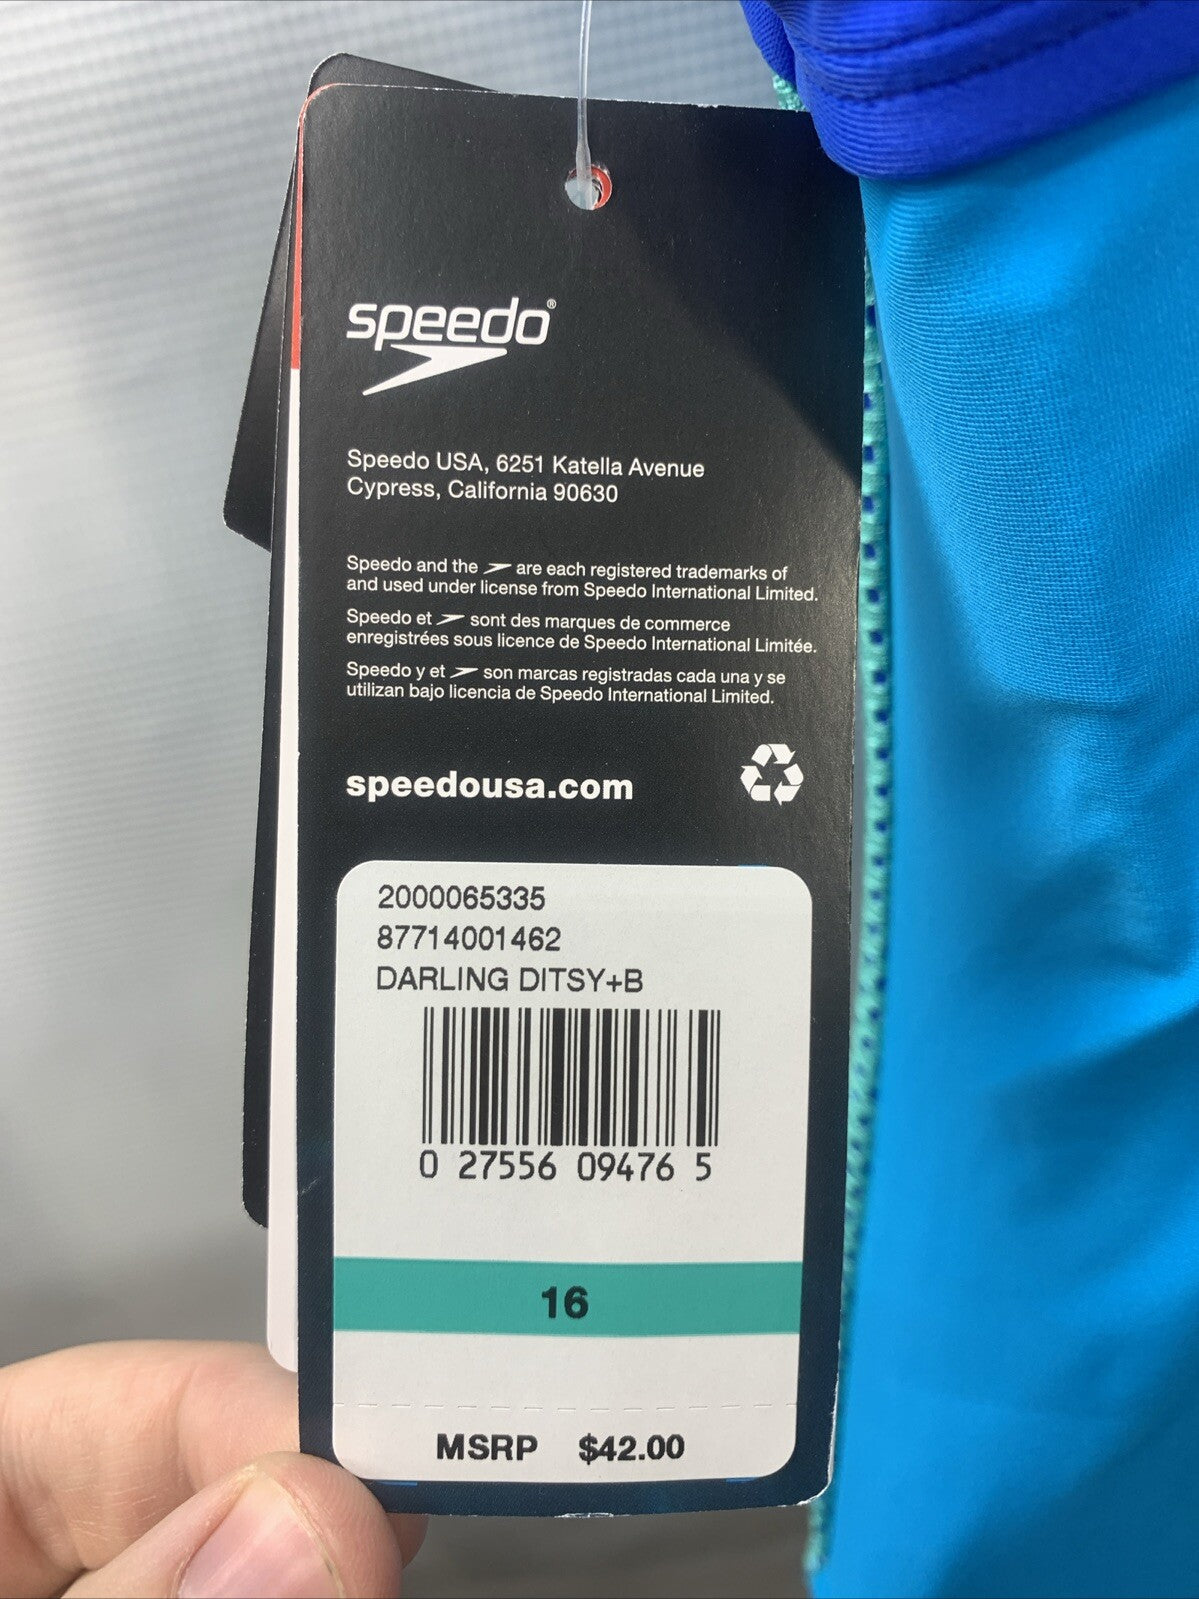 speedo®
Speedo USA, 6251 Katella Avenue
Cypress, California 90630
Speedo and the are each registered trademarks of
and used under license from Speedo International Limited.
Speedo et sont des marques de commerce
enregistrées sous licence de Speedo International Limitée.
Speedo y et son marcas registradas cada una y se
utilizan bajo licencia de Speedo International Limited.
speedousa.com
2000065335
87714001462
DARLING DITSY+B
0 27556 09476 5
16
MSRP $42.00